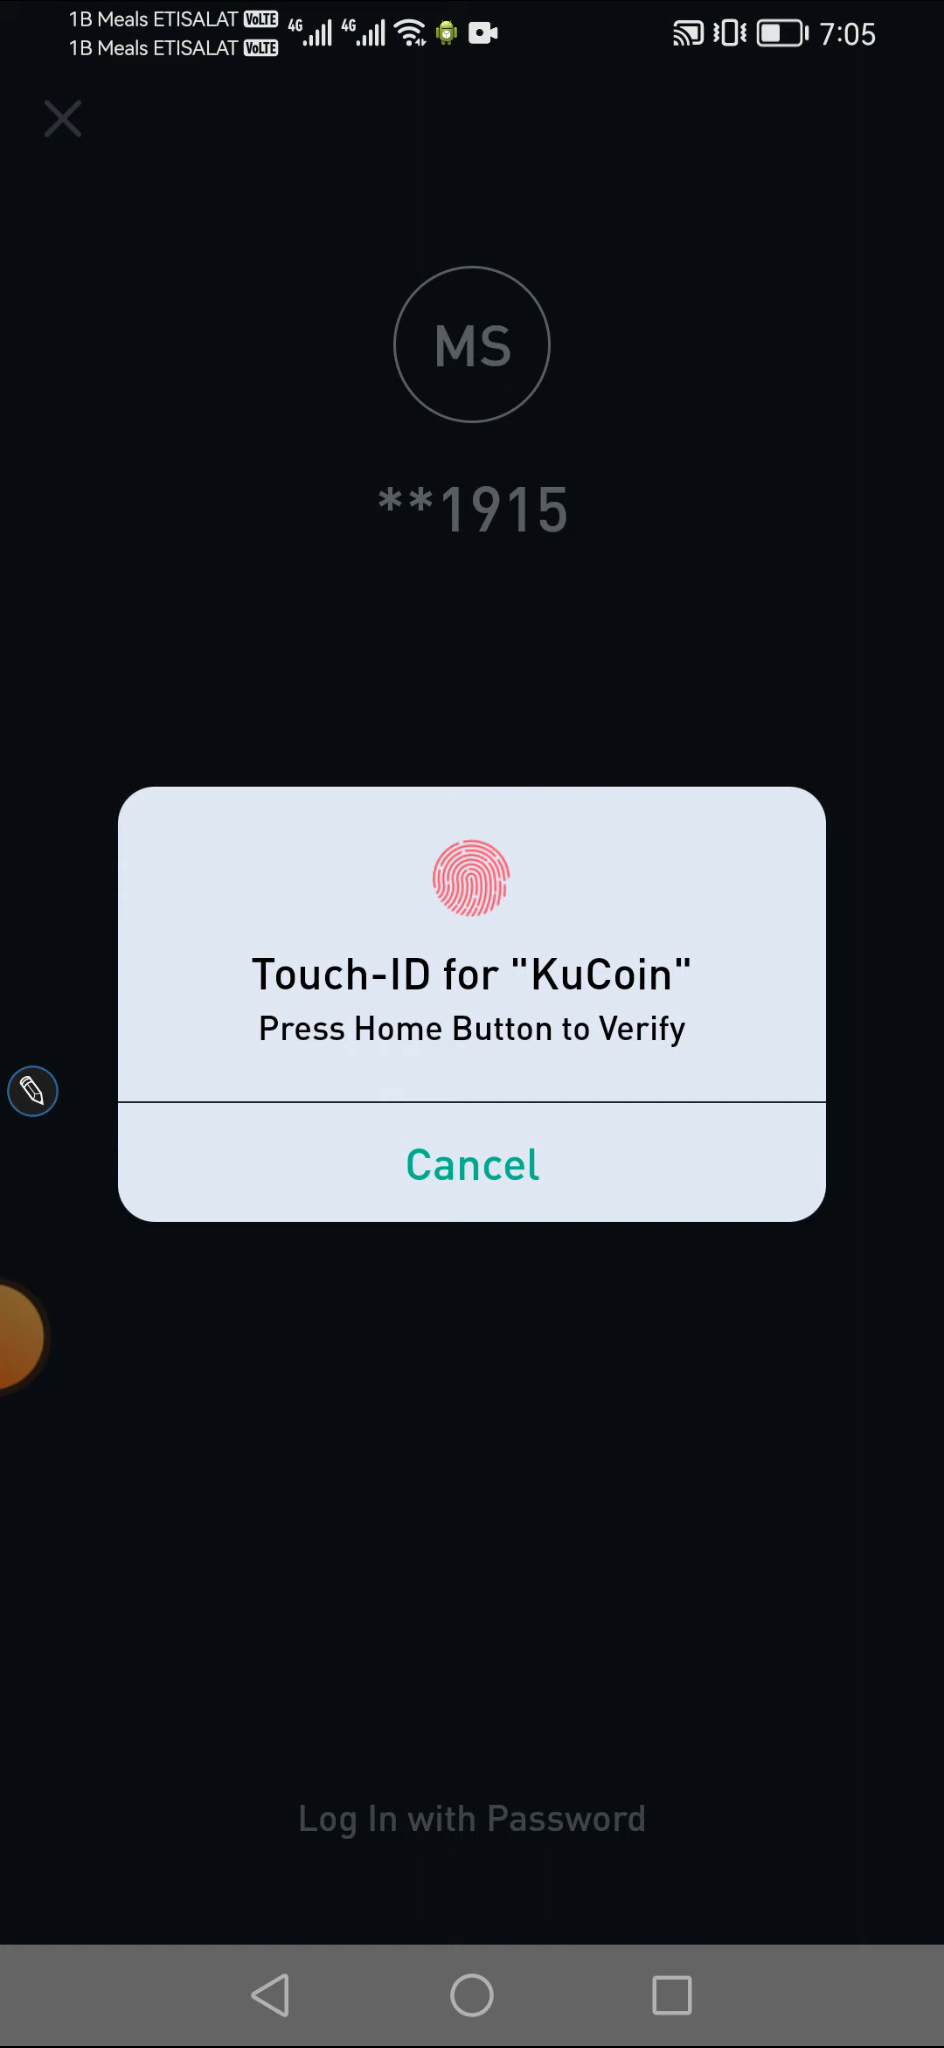 1B Meals ETISALAT VoLTE
1B Meals ETISALAT VoLTE
4G 4G 7:05
MS
**1915
Touch-ID for "KuCoin"
Press Home Button to Verify
Cancel
Log In with Password